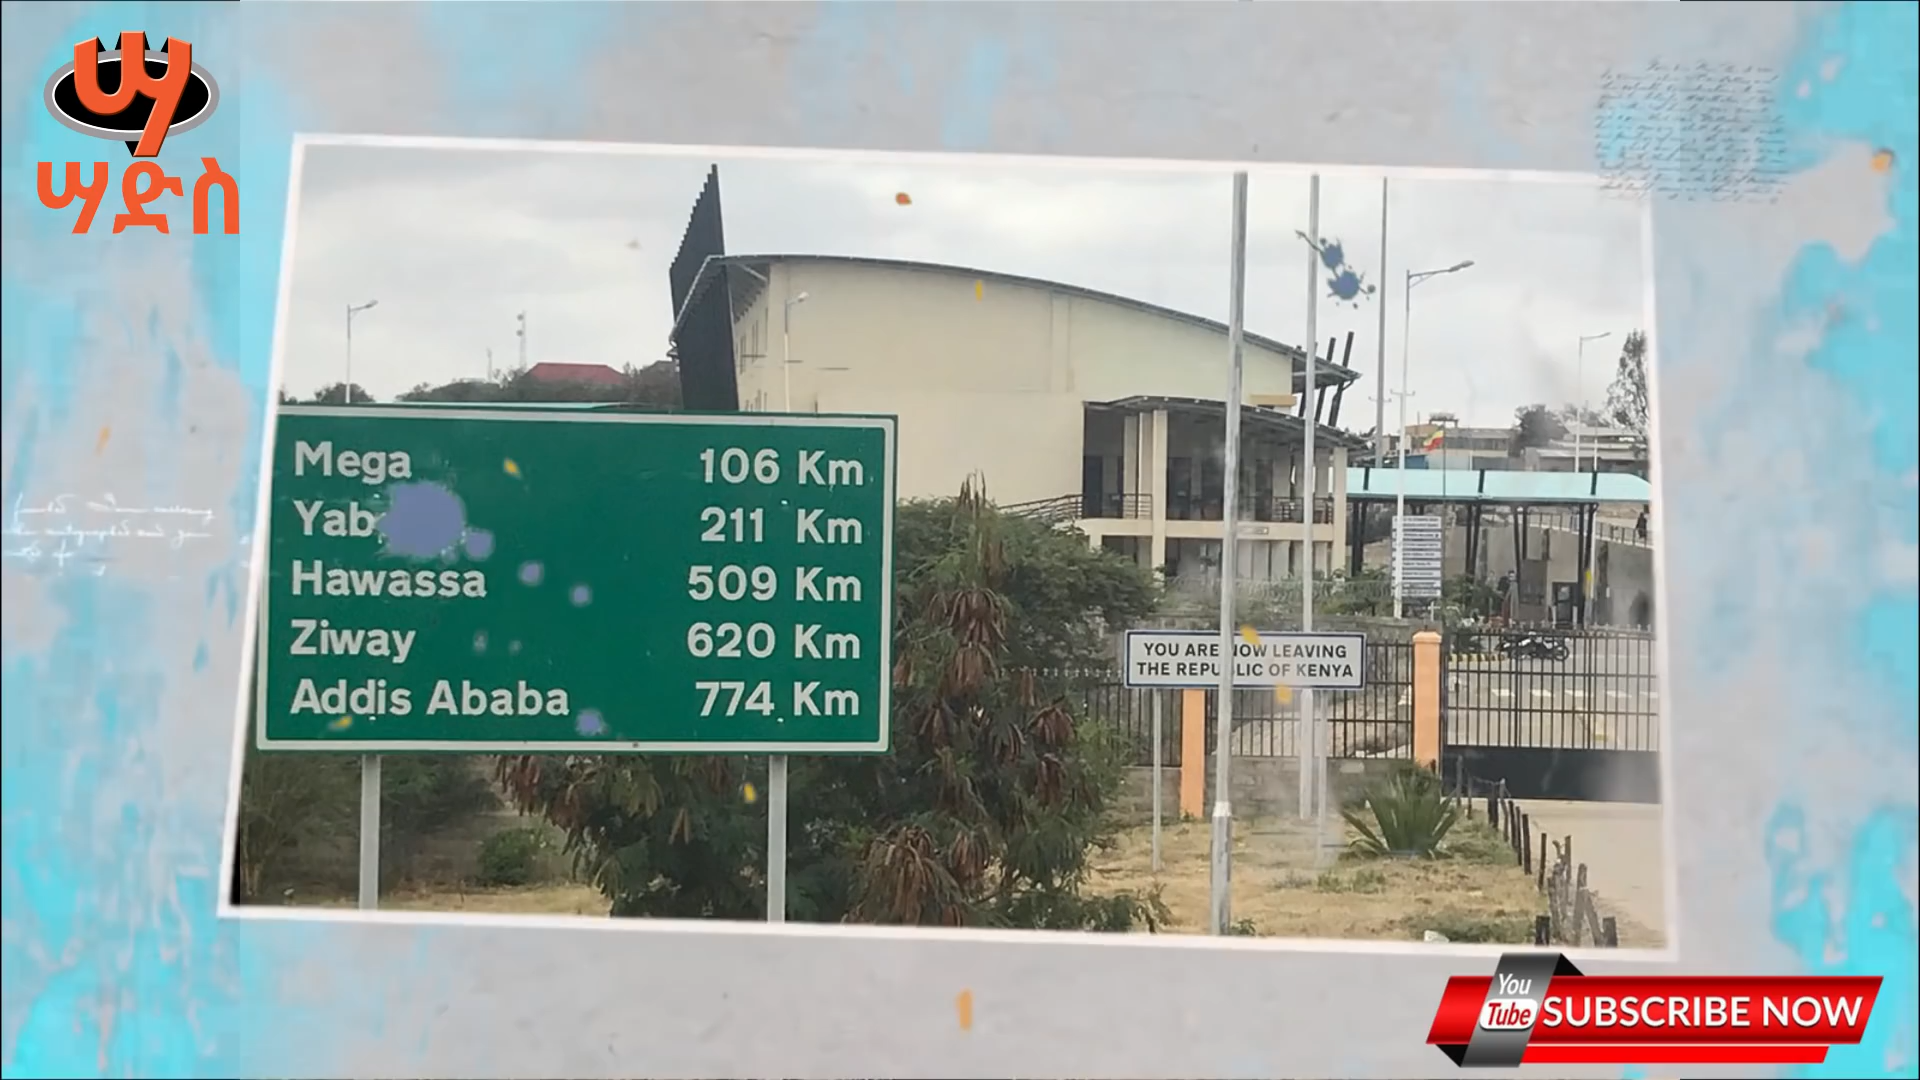 ሣ
ሣድስ
Mega 106 Km
Yab 211 Km
Hawassa 509 Km
Ziway 620 Km
Addis Ababa 774 Km
YOU ARE NOW LEAVING
THE REPUBLIC OF KENYA
You
Tube SUBSCRIBE NOW